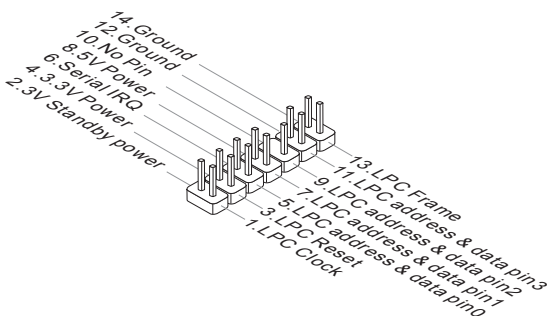 14.Ground
12.Ground
10.No Pin
8.5V Power
6.Serial IRQ
4.3.3V Power
2.3V Standby power
13.LPC Frame
11.LPC address & data pin3
9.LPC address & data pin2
7.LPC address & data pin1
5.LPC address & data pin0
3.LPC Reset
1.LPC Clock